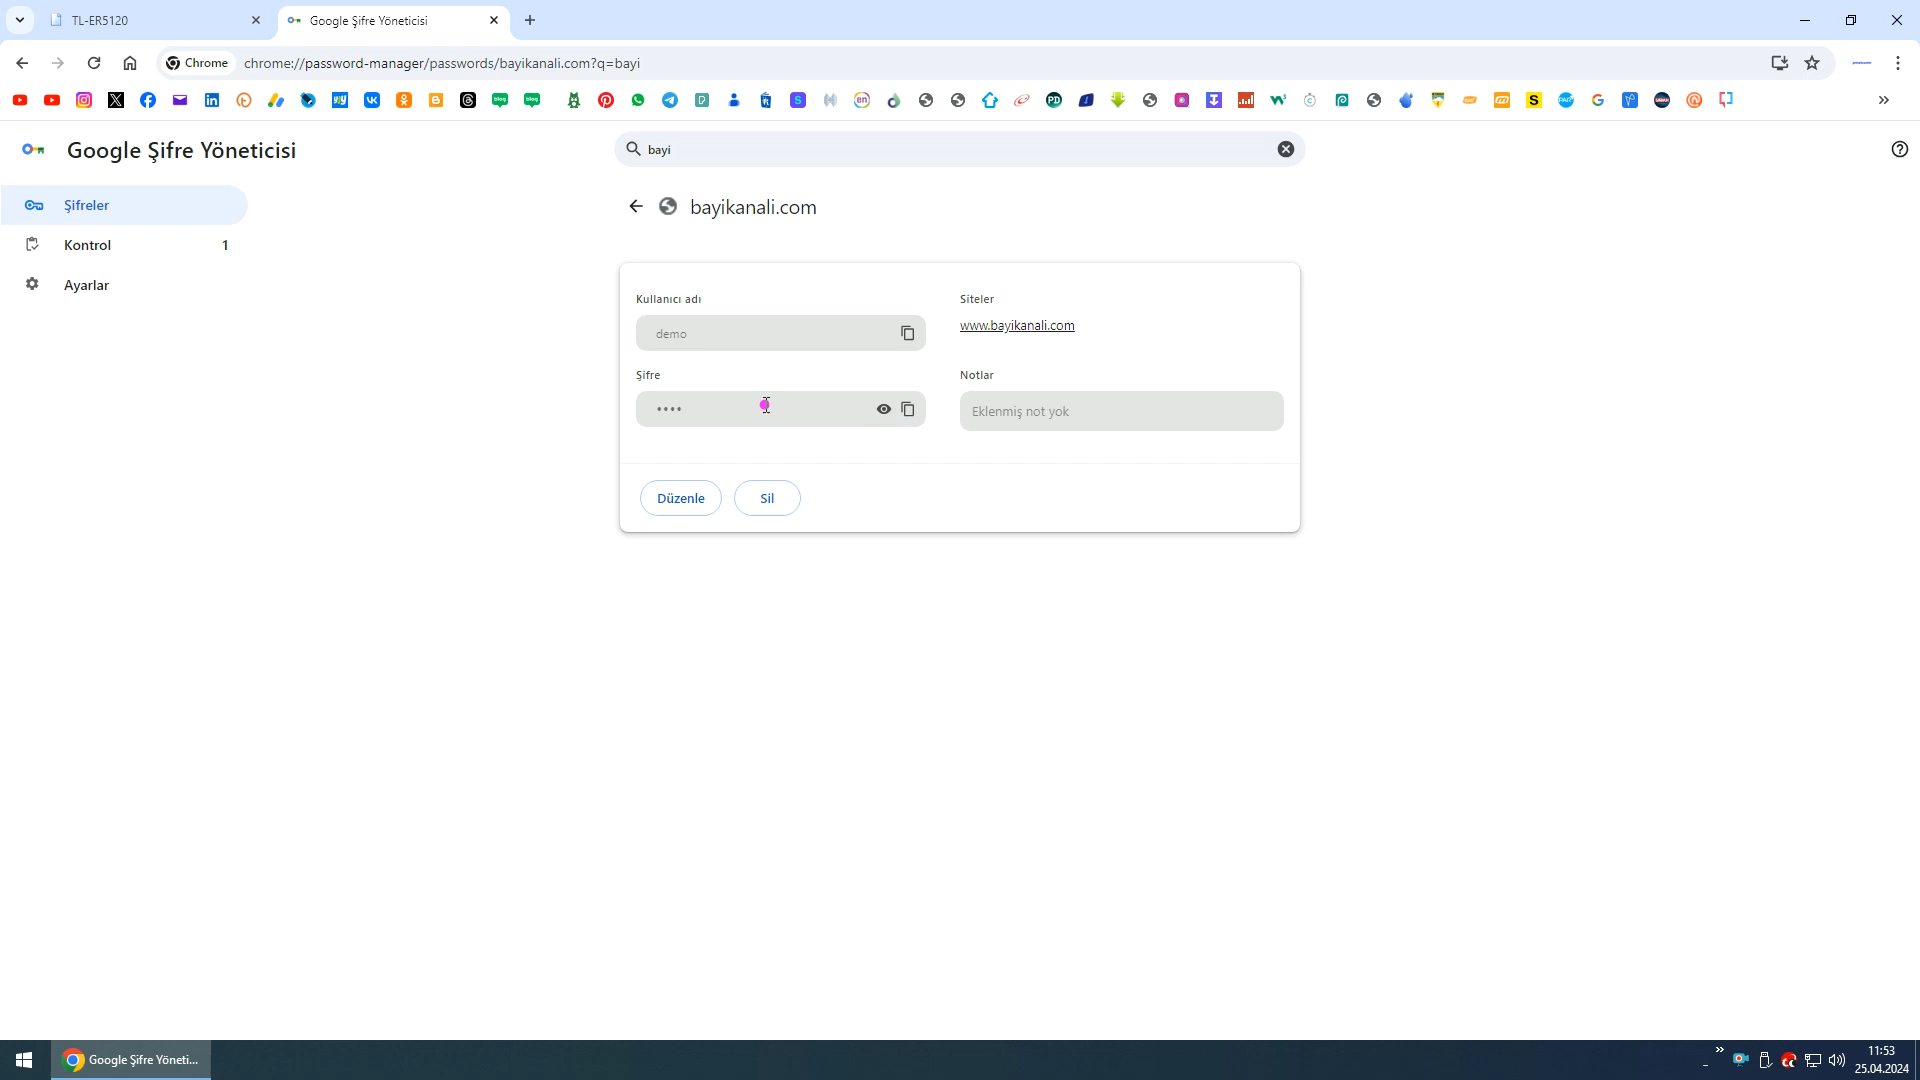 TL-ER5120
Google Şifre Yöneticisi
Chrome
chrome://password-manager/passwords/bayikanali.com?q=bayi
Google Şifre Yöneticisi
bayi
Şifreler
Kontrol 1
Ayarlar
bayikanali.com
Kullanıcı adı
demo
Siteler
www.bayikanali.com
Şifre
••••
Notlar
Eklenmiş not yok
Düzenle
Sil
Google Şifre Yöneti...
11:53
25.04.2024